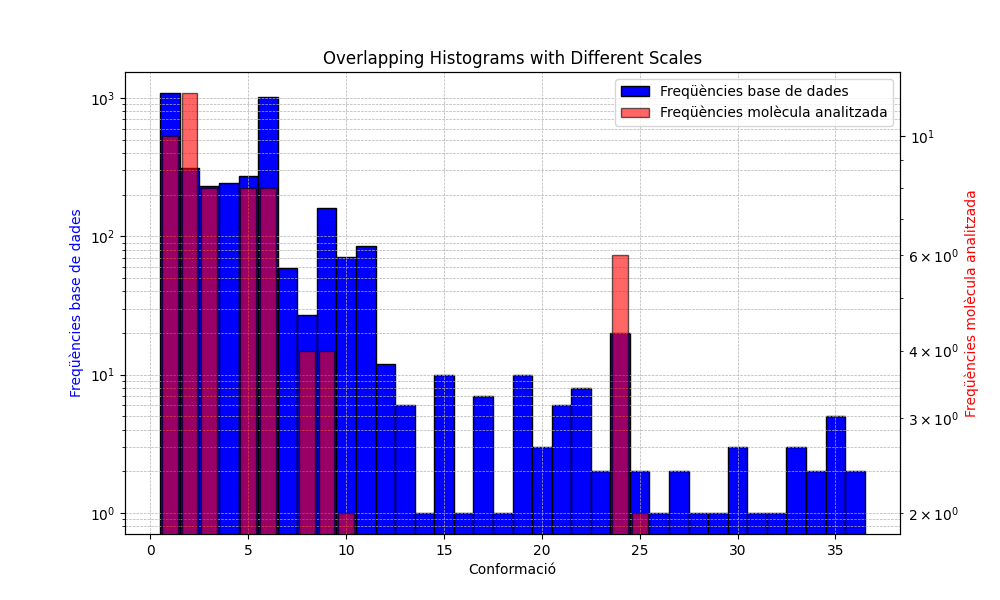 Overlapping Histograms with Different Scales
Freqüències base de dades
Freqüències molècula analitzada
Freqüències base de dades
10³
10²
10¹
10⁰
10¹
6 × 10⁰
4 × 10⁰
3 × 10⁰
2 × 10⁰
Freqüències molècula analitzada
0 5 10 15 20 25 30 35
Conformació